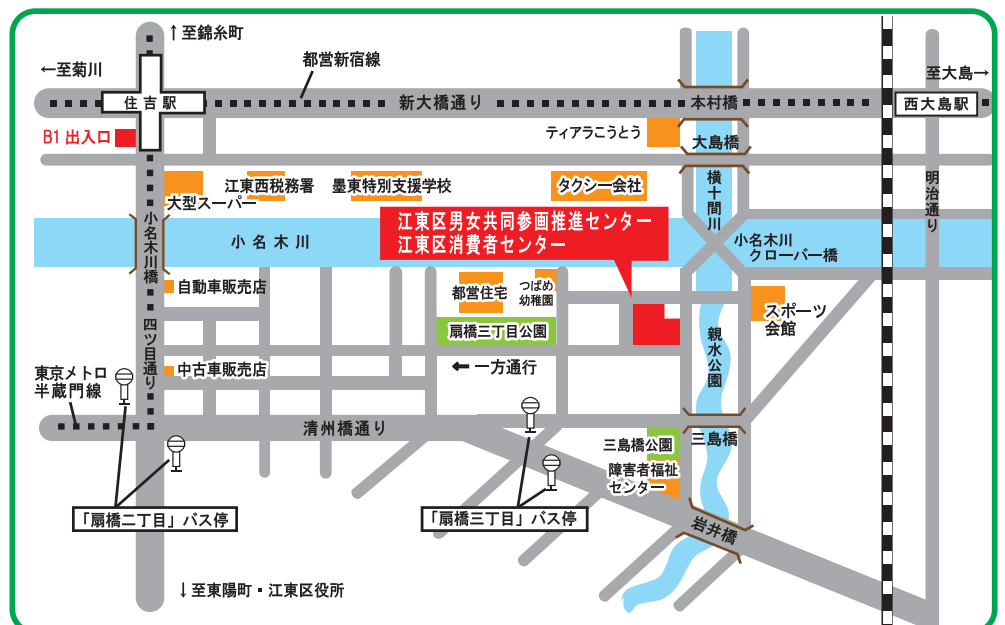 ↑至錦糸町
←至菊川
都営新宿線
至大島→
住吉駅
新大橋通り
本村橋
西大島駅
B1 出入口
ティアラこうとう
大島橋
江東西税務署
墨東特別支援学校
タクシー会社
大型スーパー
横十間川
明治通り
江東区男女共同参画推進センター
江東区消費者センター
小名木川橋
小名木川
小名木川
クローバー橋
自動車販売店
都営住宅
つばめ
幼稚園
スポーツ
会館
四ツ目通り
扇橋三丁目公園
親水公園
中古車販売店
← 一方通行
東京メトロ
半蔵門線
清州橋通り
三島橋公園
三島橋
障害者福祉
センター
「扇橋二丁目」バス停
「扇橋三丁目」バス停
岩井橋
↓至東陽町・江東区役所